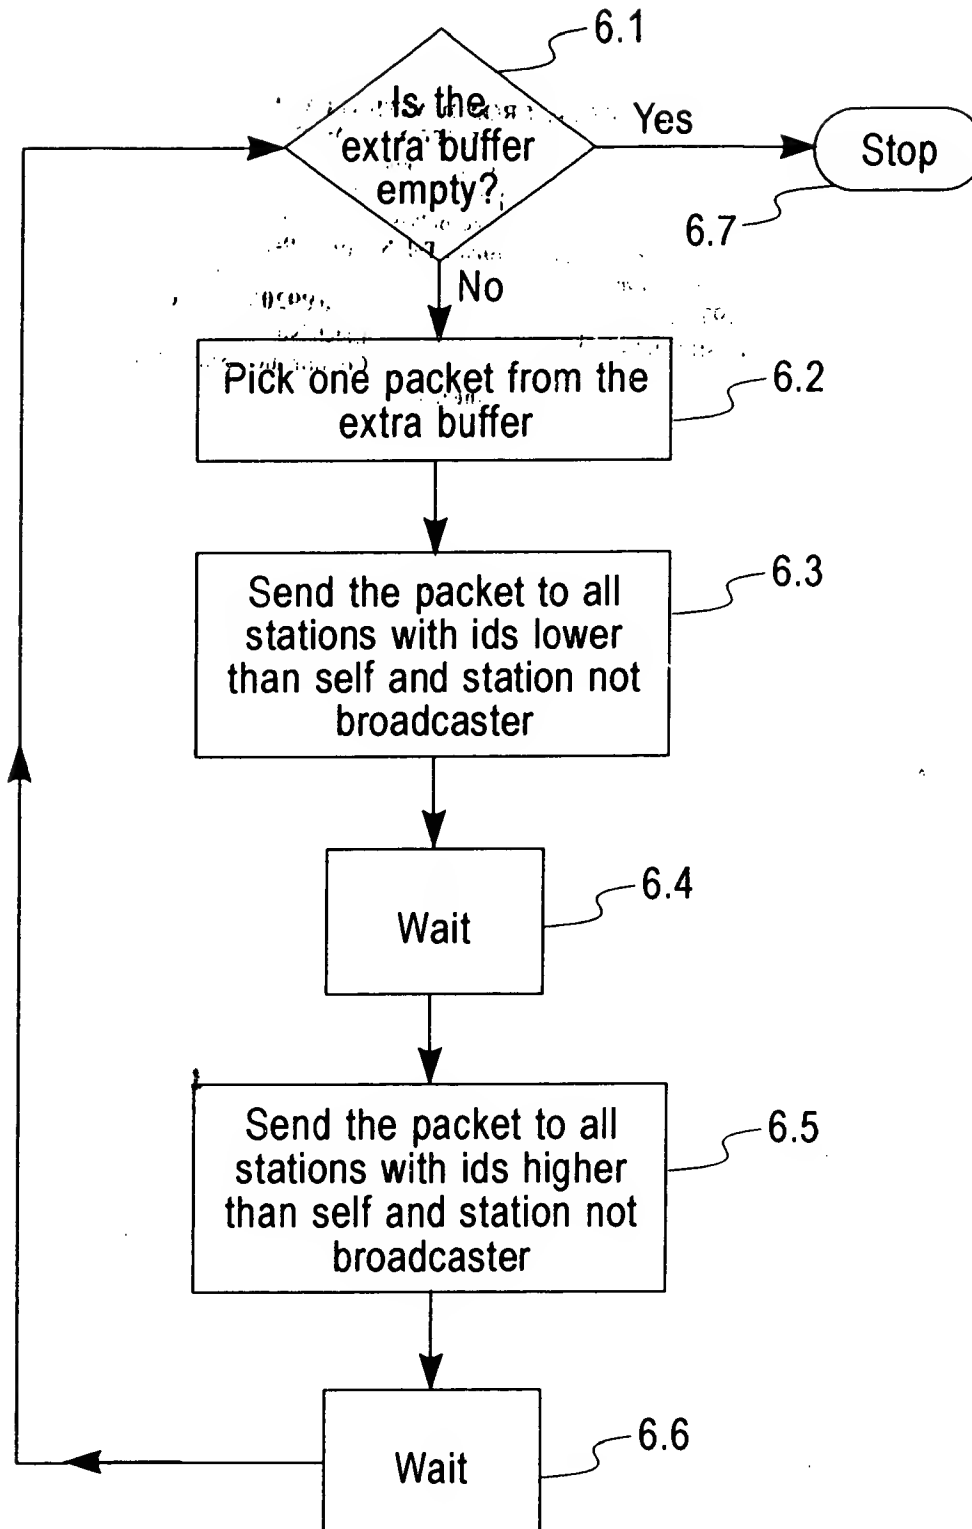 6.1
Is the
extra buffer
empty?
Yes
Stop
6.7
No
Pick one packet from the
extra buffer
6.2
Send the packet to all
stations with ids lower
than self and station not
broadcaster
6.3
Wait
6.4
Send the packet to all
stations with ids higher
than self and station not
broadcaster
6.5
Wait
6.6